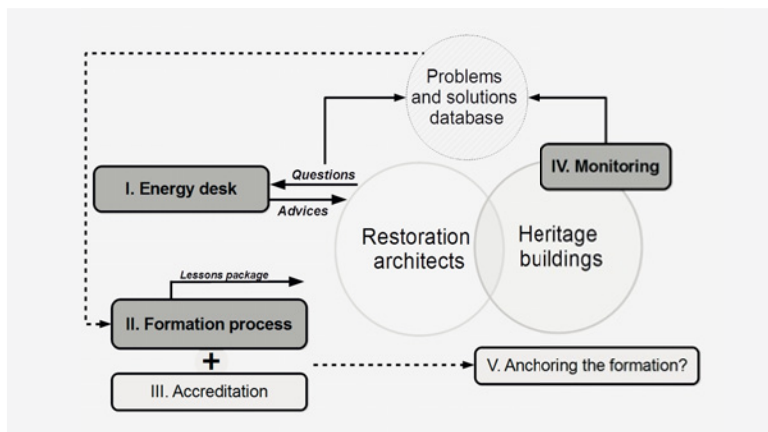 Problems
and solutions
database
IV. Monitoring
Questions
I. Energy desk
Advices
Restoration
architects
Heritage
buildings
Lessons package
II. Formation process
+
III. Accreditation
V. Anchoring the formation?